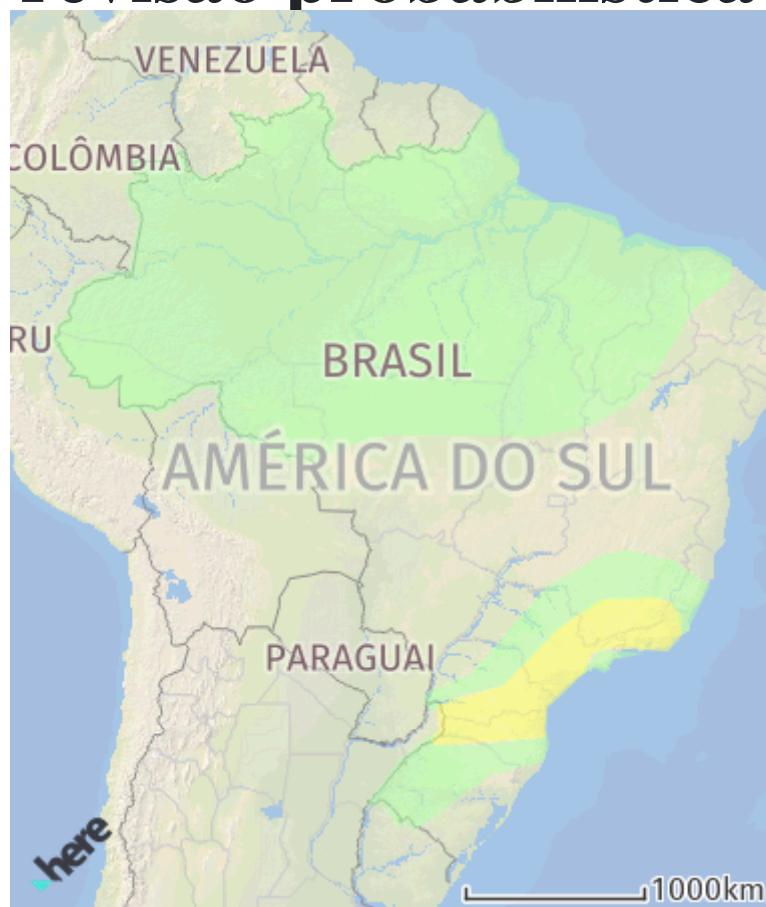 VENEZUELA
COLÔMBIA
RU
BRASIL
AMÉRICA DO SUL
PARAGUAI
here
1000km